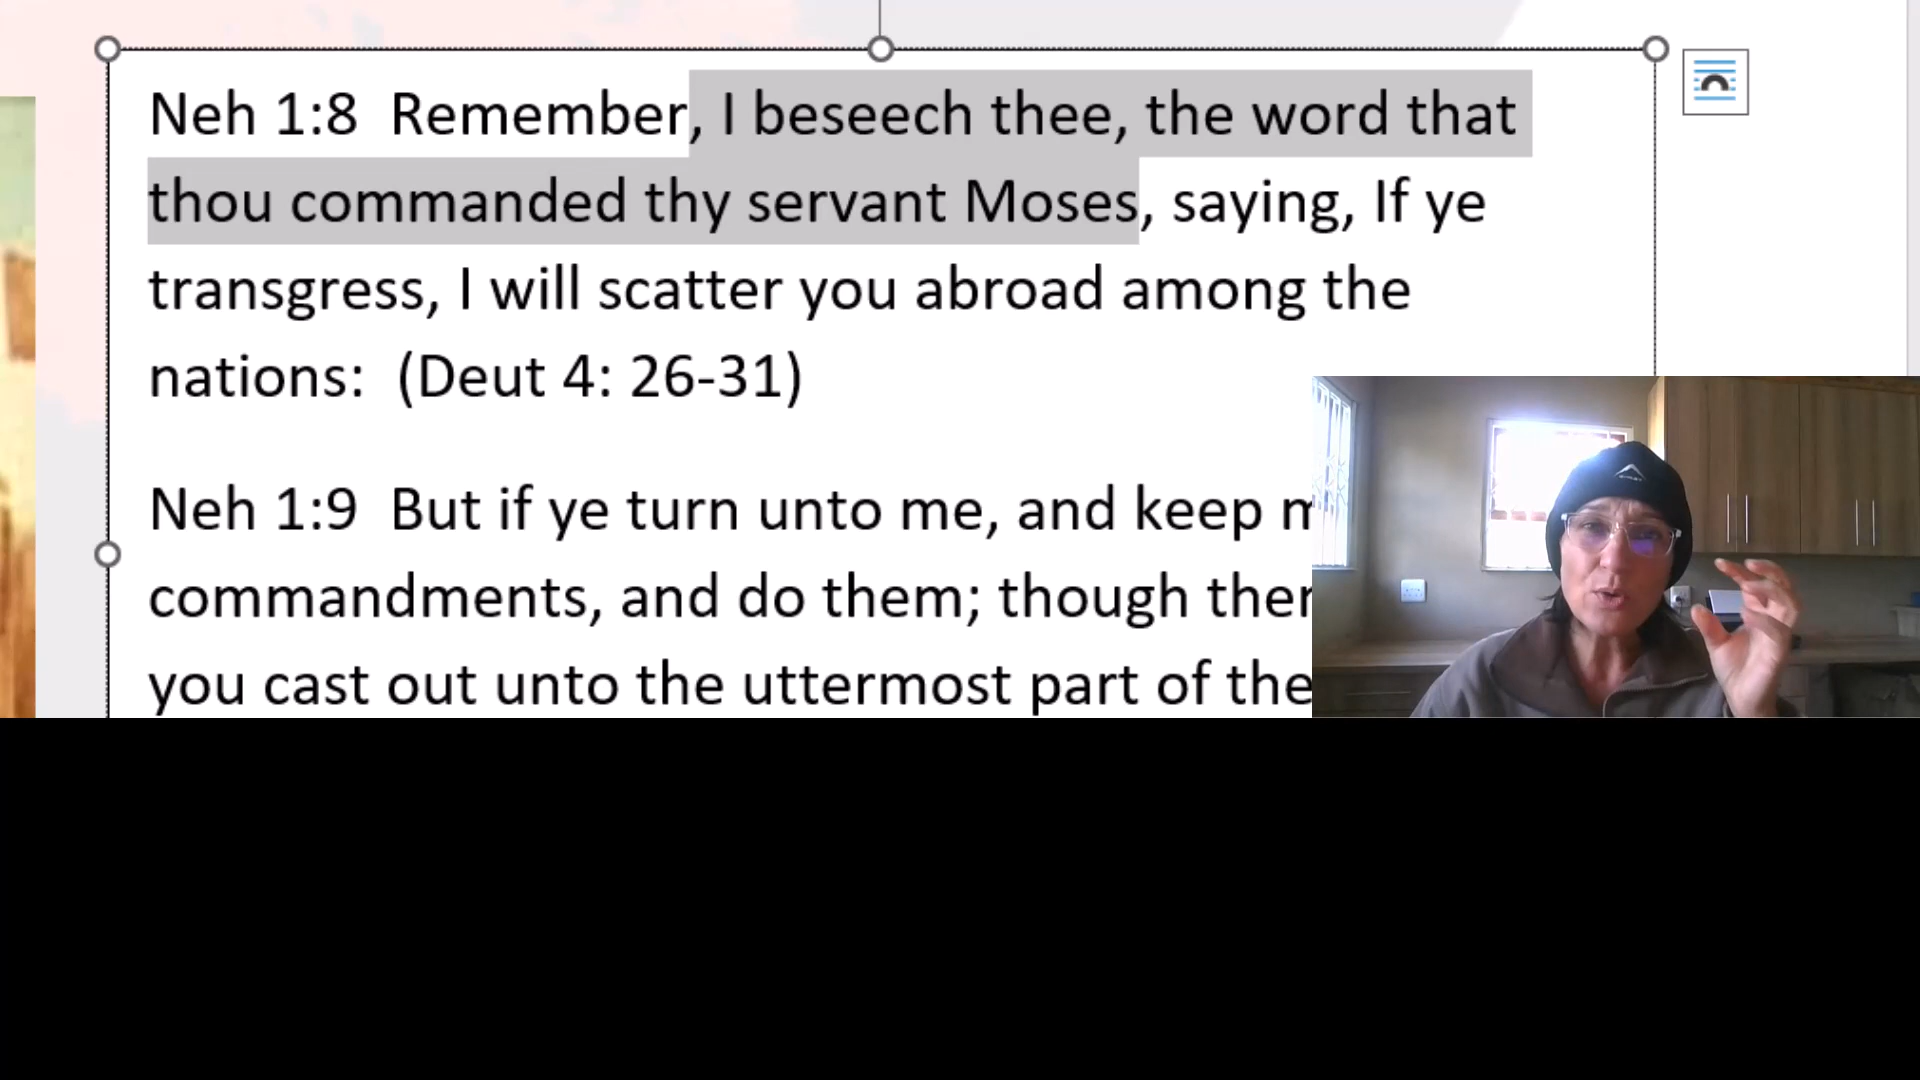 Neh 1:8  Remember, I beseech thee, the word that
thou commanded thy servant Moses, saying, If ye
transgress, I will scatter you abroad among the
nations:  (Deut 4: 26-31)
Neh 1:9  But if ye turn unto me, and keep
commandments, and do them; though
you cast out unto the uttermost part of the